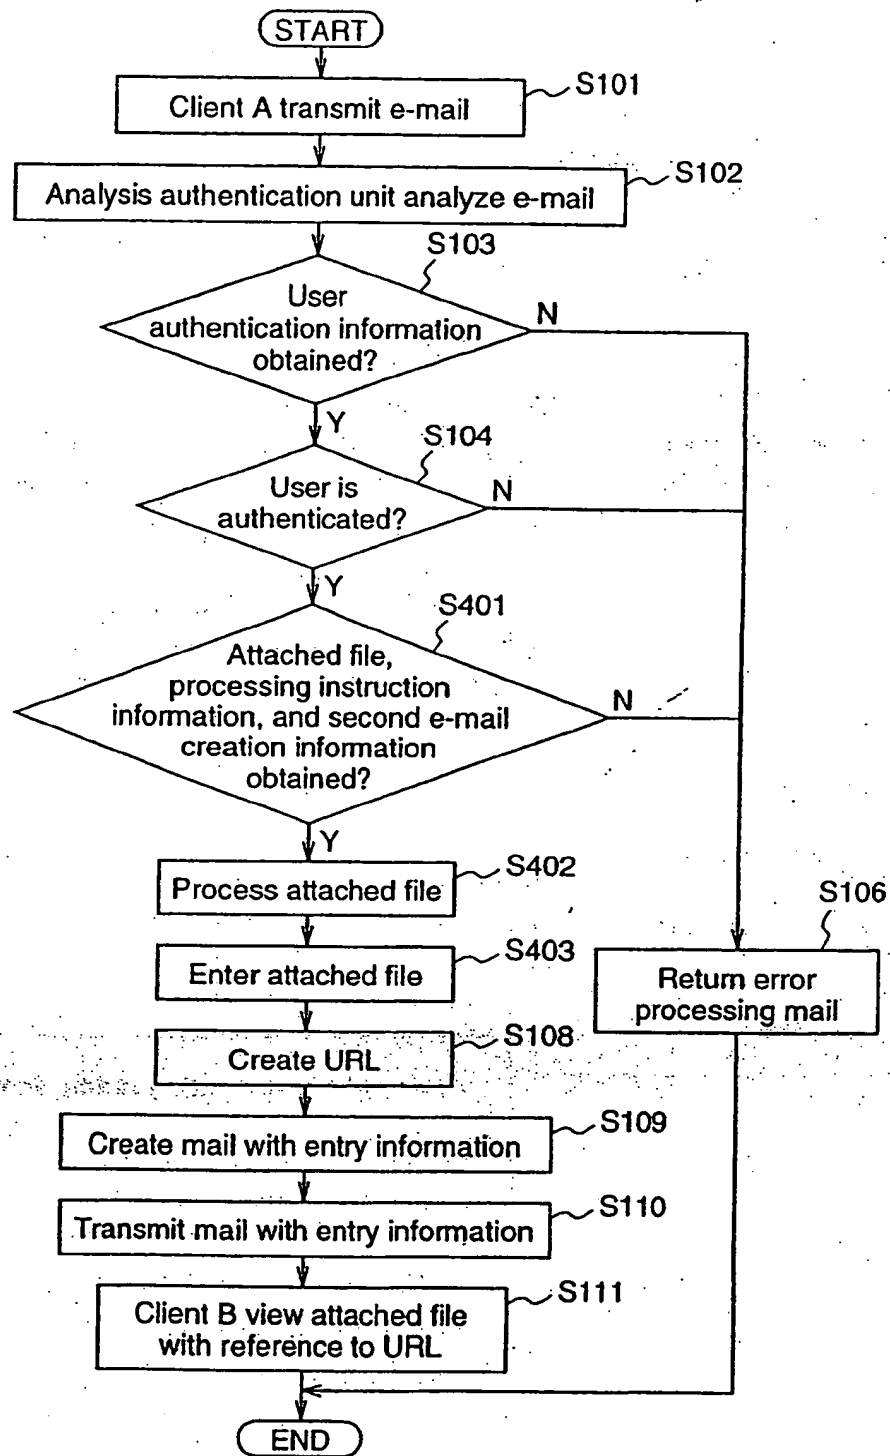 START
S101
Client A transmit e-mail
S102
Analysis authentication unit analyze e-mail
S103
User
authentication information
obtained?
N
Y
S104
User is
authenticated?
N
Y
S401
Attached file,
processing instruction
information, and second e-mail
creation information
obtained?
N
Y
S402
Process attached file
S106
Return error
processing mail
S403
Enter attached file
S108
Create URL
S109
Create mail with entry information
S110
Transmit mail with entry information
S111
Client B view attached file
with reference to URL
END